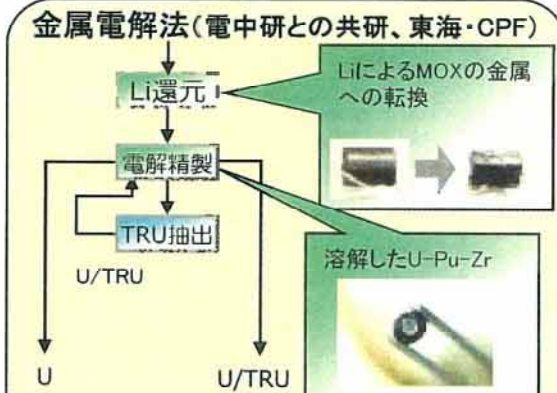 金属電解法(電中研との共研、東海・CPF)
Li還元
LiによるMOXの金属
への転換
電解精製
TRU抽出
U/TRU
溶解したU-Pu-Zr
U
U/TRU